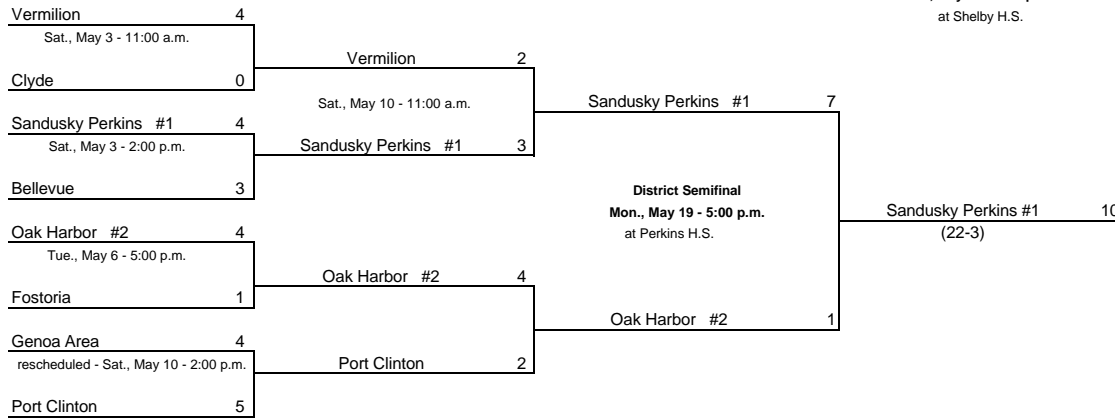 at Shelby H.S.
Vermilion 4
Sat., May 3 - 11:00 a.m.
Clyde 0
Vermilion 2
Sat., May 10 - 11:00 a.m.
Sandusky Perkins #1 4
Sat., May 3 - 2:00 p.m.
Bellevue 3
Sandusky Perkins #1 3
Sandusky Perkins #1 7
District Semifinal
Mon., May 19 - 5:00 p.m.
at Perkins H.S.
Sandusky Perkins #1 10
(22-3)
Oak Harbor #2 4
Tue., May 6 - 5:00 p.m.
Fostoria 1
Oak Harbor #2 4
Oak Harbor #2 1
Genoa Area 4
rescheduled - Sat., May 10 - 2:00 p.m.
Port Clinton 5
Port Clinton 2